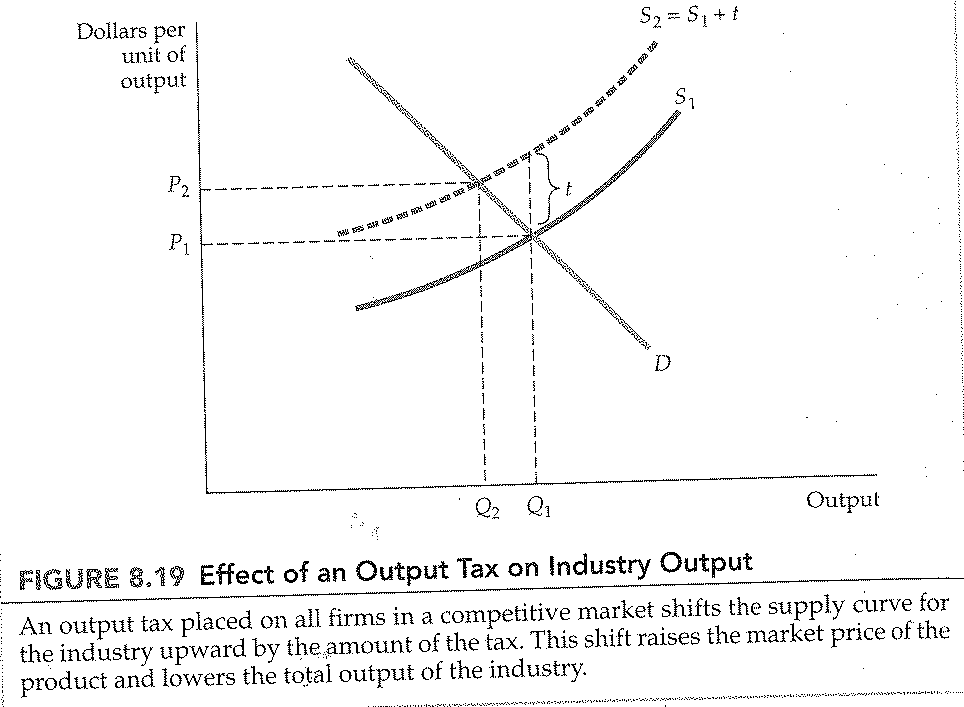 Dollars per
unit of
output
S₂ = S₁ + t
S₁
P₂
t
P₁
D
Q₂ Q₁
Output
FIGURE 8.19 Effect of an Output Tax on Industry Output
An output tax placed on all firms in a competitive market shifts the supply curve for
the industry upward by the amount of the tax. This shift raises the market price of the
product and lowers the total output of the industry.